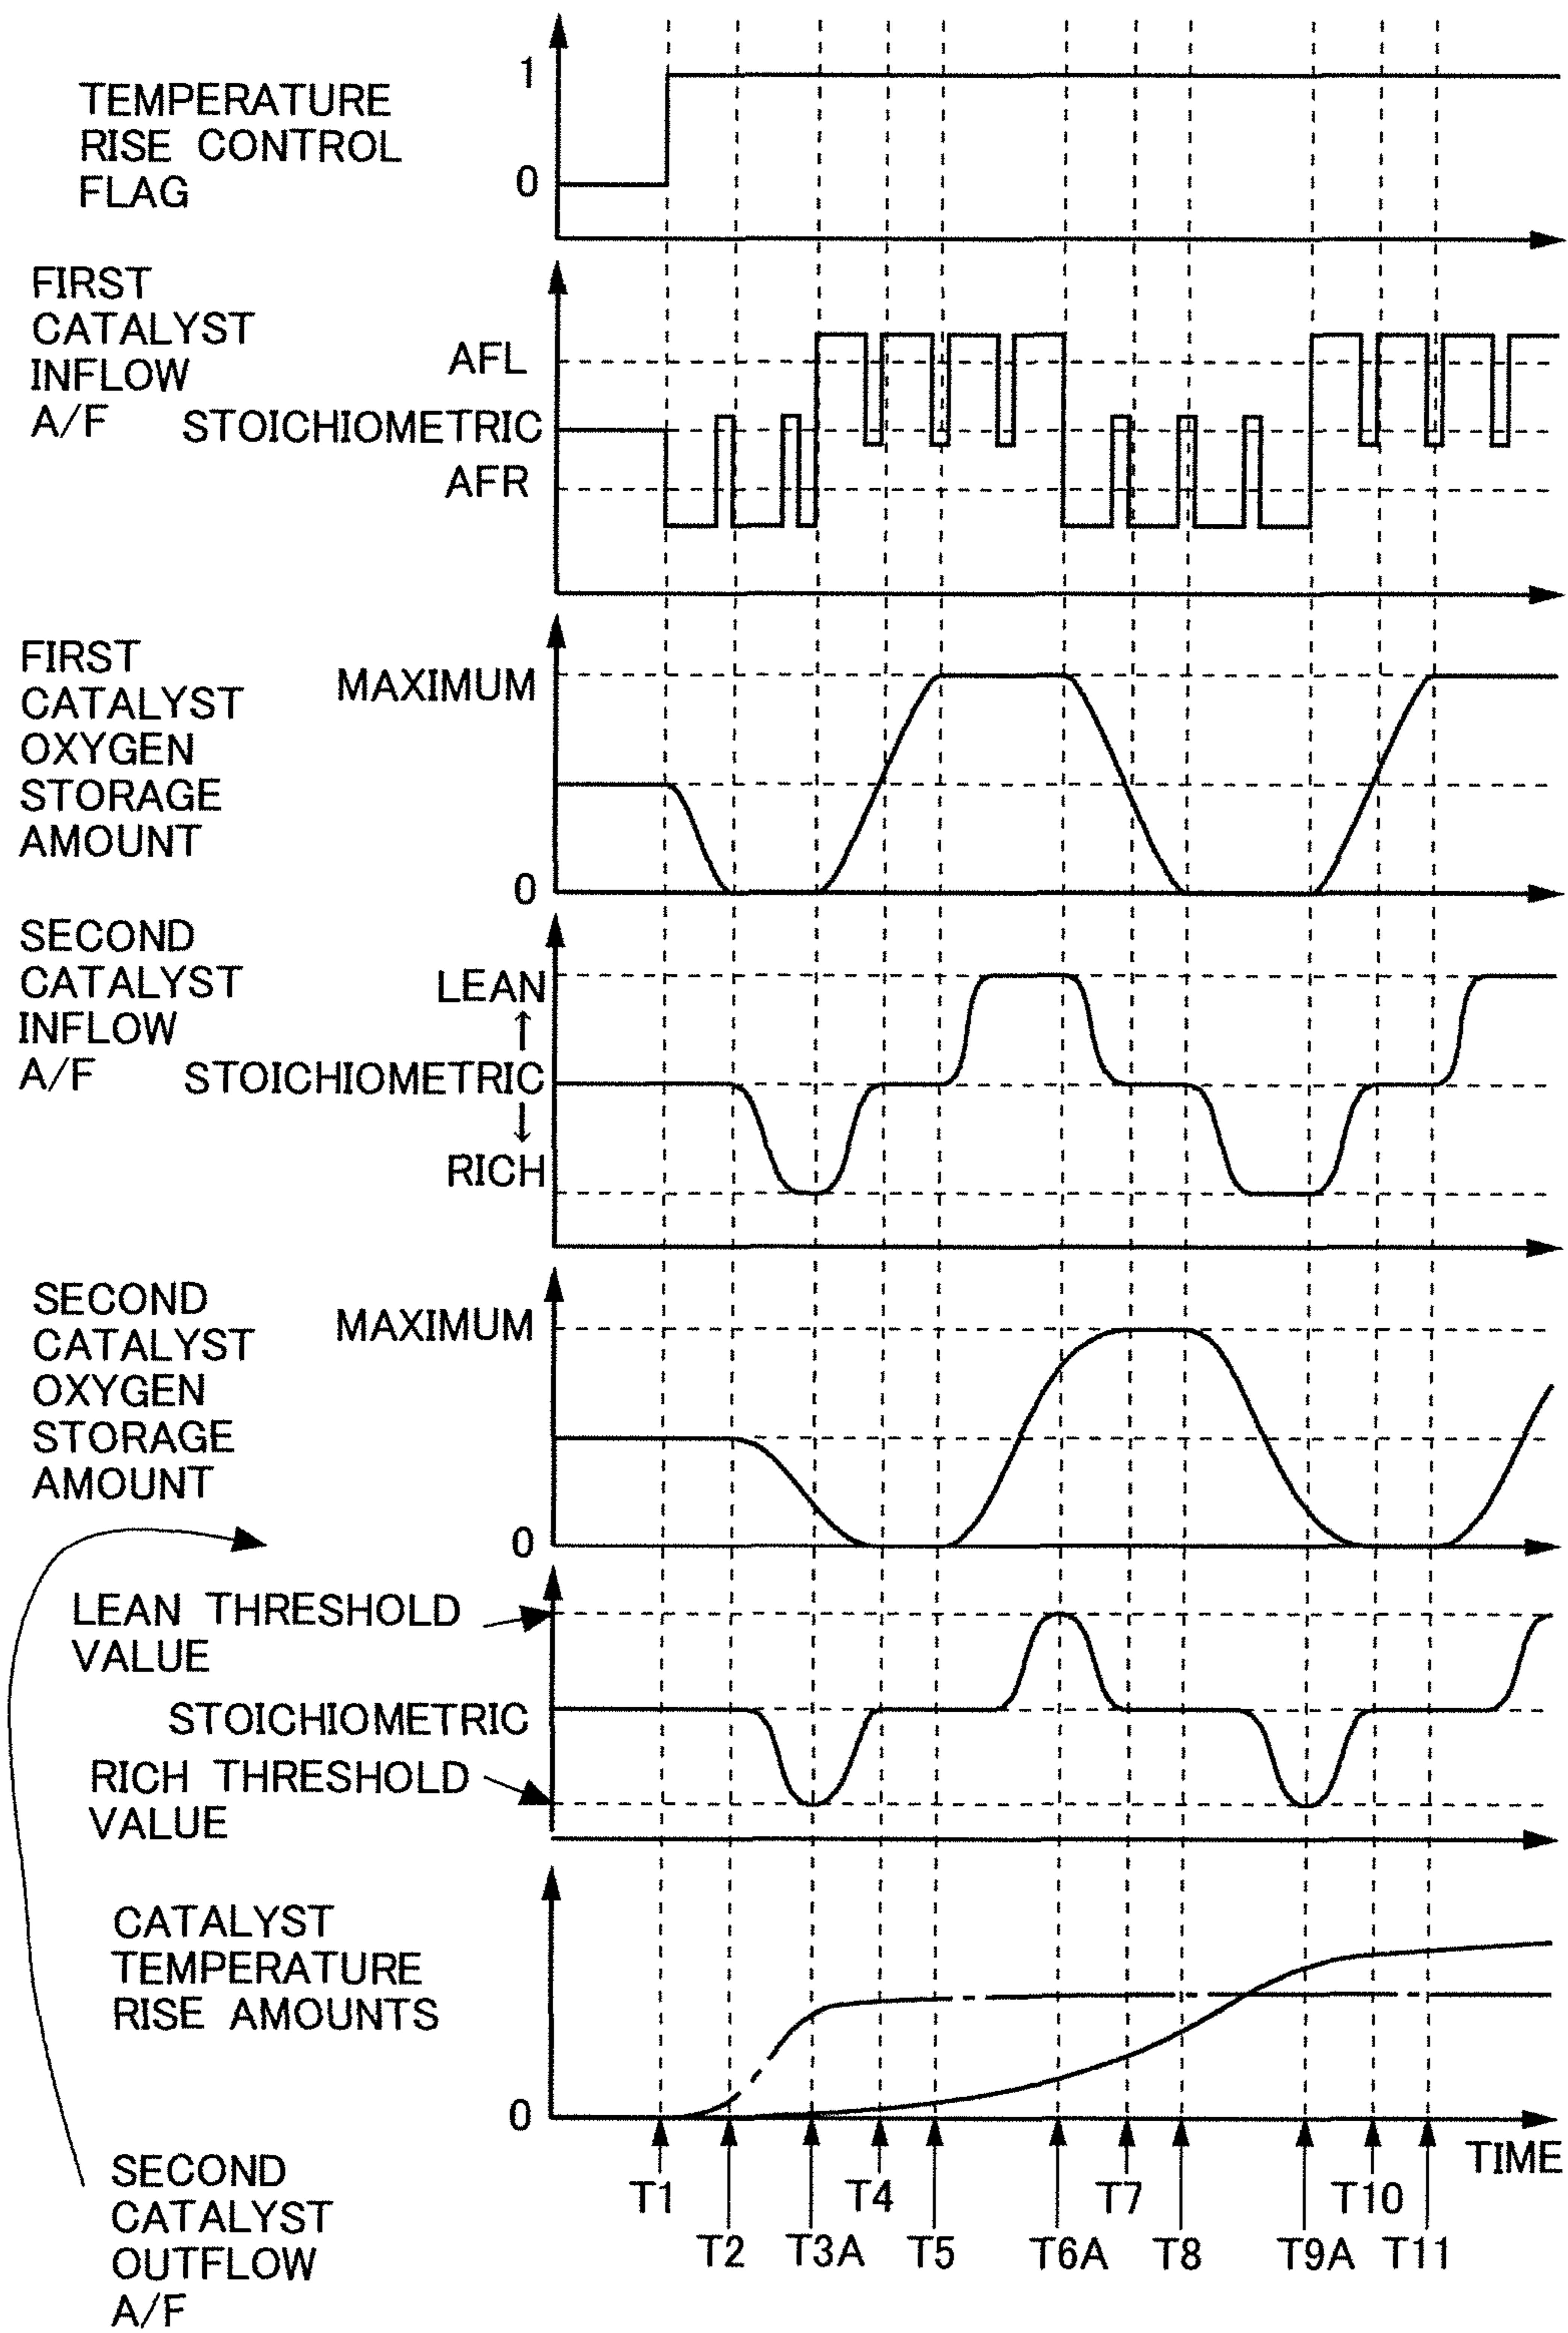 TEMPERATURE
RISE CONTROL
FLAG
1
0
FIRST
CATALYST
INFLOW
A/F
AFL
STOICHIOMETRIC
AFR
FIRST
CATALYST
OXYGEN
STORAGE
AMOUNT
MAXIMUM
0
SECOND
CATALYST
INFLOW
A/F
LEAN
↑
STOICHIOMETRIC
↓
RICH
SECOND
CATALYST
OXYGEN
STORAGE
AMOUNT
MAXIMUM
0
LEAN THRESHOLD
VALUE
STOICHIOMETRIC
RICH THRESHOLD
VALUE
CATALYST
TEMPERATURE
RISE AMOUNTS
0
TIME
T1 T4 T7 T10
T2 T3A T5 T6A T8 T9A T11
SECOND
CATALYST
OUTFLOW
A/F